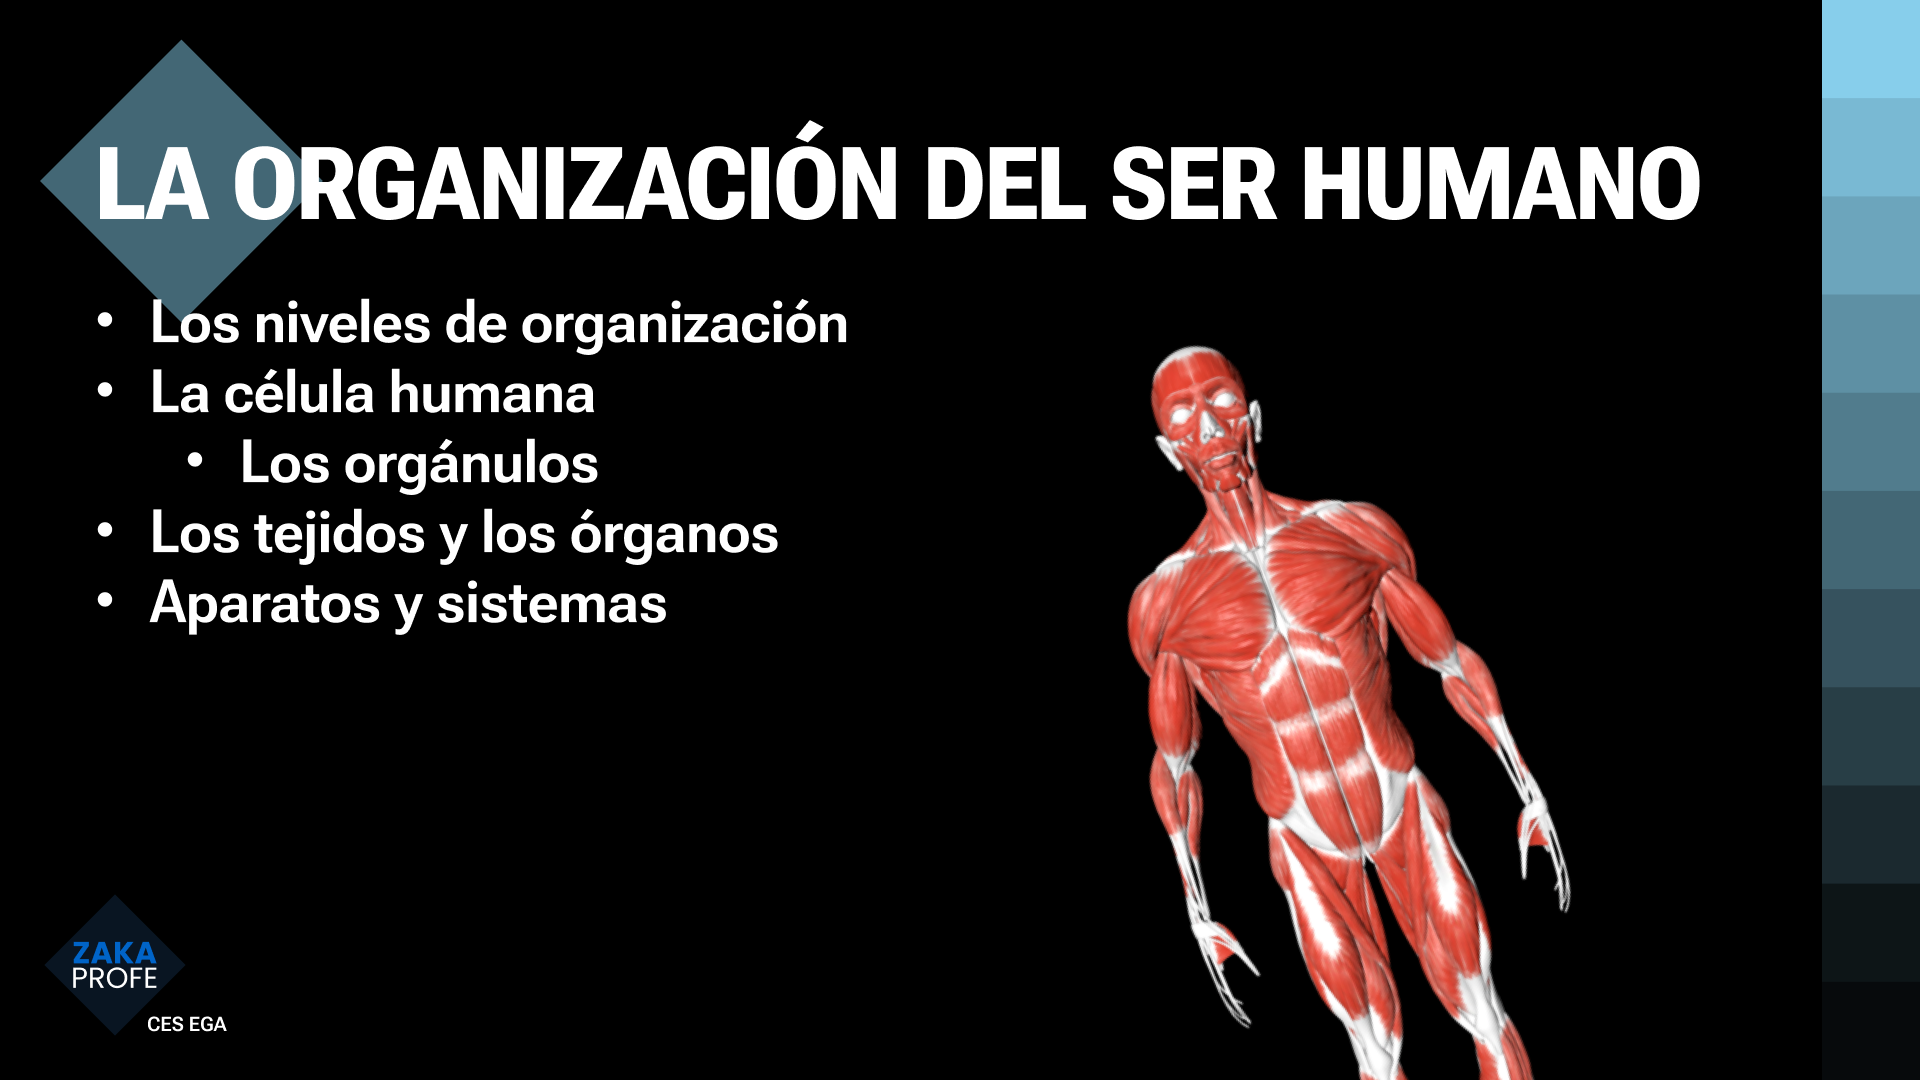 LA ORGANIZACIÓN DEL SER HUMANO
• Los niveles de organización
• La célula humana
• Los orgánulos
• Los tejidos y los órganos
• Aparatos y sistemas
ZAKA
PROFE
CES EGA